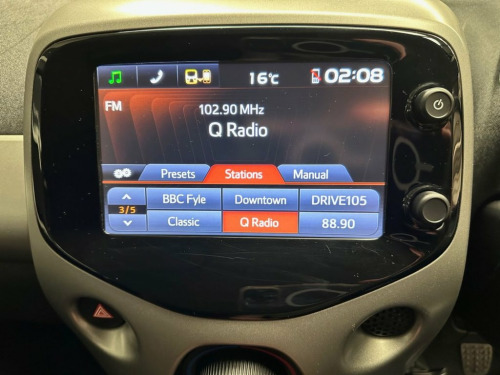 16°C 02:08
FM
102.90 MHz
Q Radio
Presets Stations Manual
BBC Fyle Downtown DRIVE105
3/5
Classic Q Radio 88.90